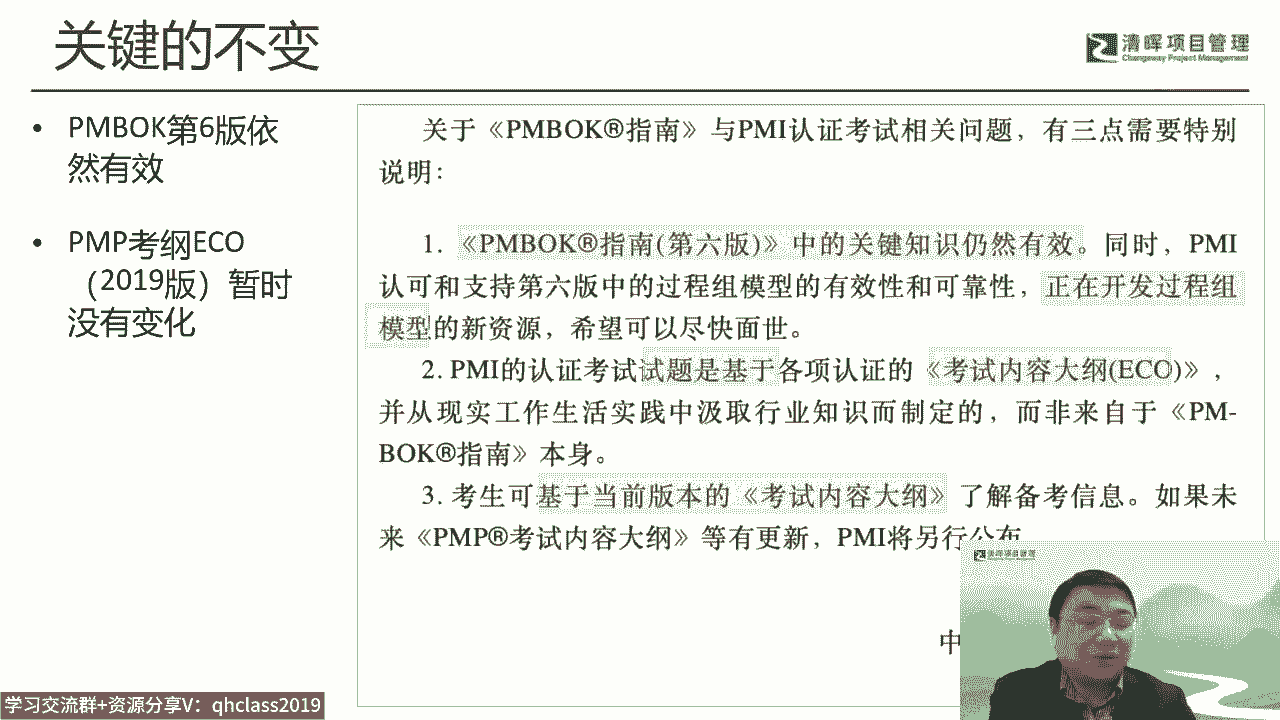 关键的不变
清晖项目管理
Changeway Project Management
• PMBOK第6版依
然有效
• PMP考纲ECO
（2019版）暂时
没有变化
关于《PMBOK®指南》与PMI认证考试相关问题，有三点需要特别
说明：
1. 《PMBOK®指南(第六版)》中的关键知识仍然有效。同时，PMI
认可和支持第六版中的过程组模型的有效性和可靠性，正在开发过程组
模型的新资源，希望可以尽快面世。
2. PMI的认证考试试题是基于各项认证的《考试内容大纲(ECO)》，
并从现实工作生活实践中汲取行业知识而制定的，而非来自于《PM-
BOK®指南》本身。
3. 考生可基于当前版本的《考试内容大纲》了解备考信息。如果未
来《PMP®考试内容大纲》等有更新，PMI将另行公布
中
清晖项目管理
学习交流群+资源分享V：qhclass2019